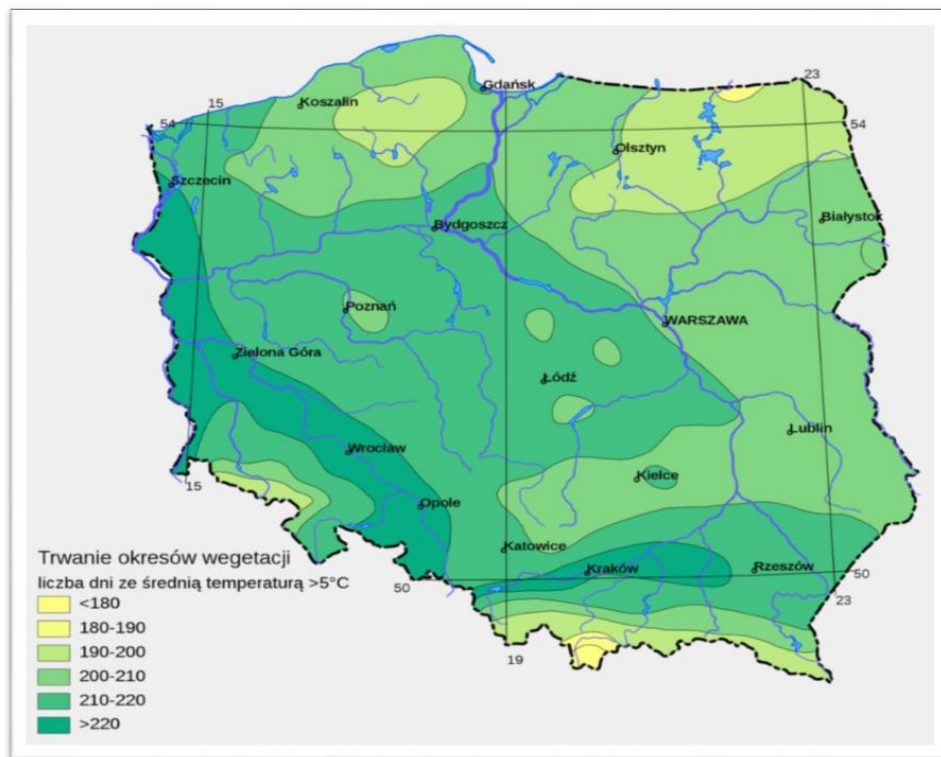 23
Gdańsk
15
Koszalin
54
54
Olsztyn
Szczecin
Białystok
Bydgoszcz
Poznań
WARSZAWA
Zielona Góra
Łódź
Lublin
Wrocław
Kielce
15
Opole
Katowice
Trwanie okresów wegetacji
Kraków
Rzeszów
50
liczba dni ze średnią temperaturą >5°C
50
<180
23
180-190
190-200
19
200-210
210-220
>220